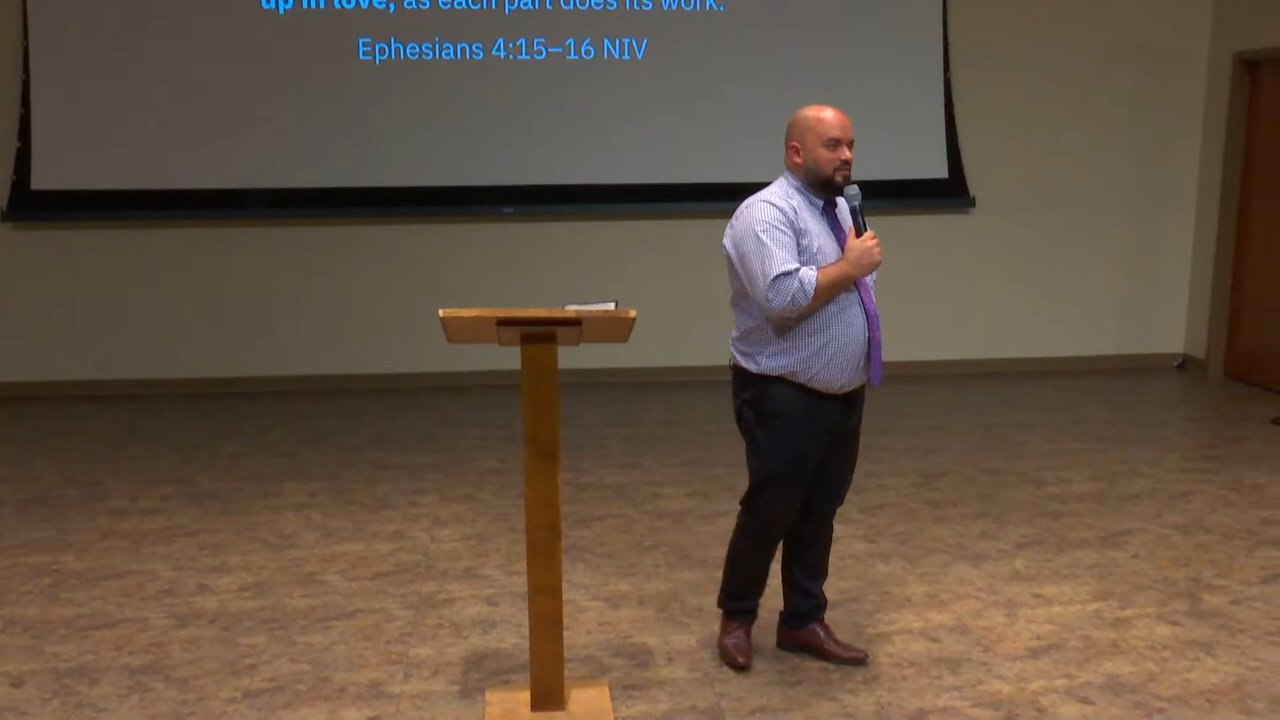 up in love, as each part does its work.
Ephesians 4:15–16 NIV